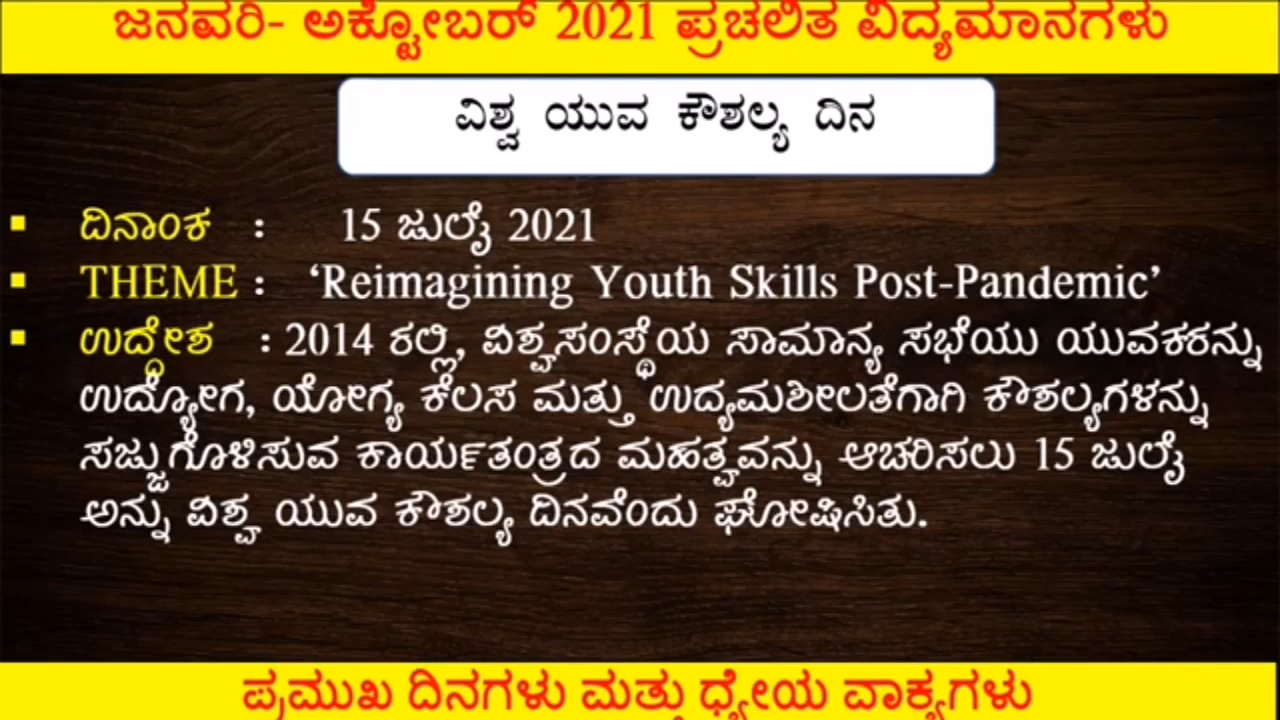 ಜನವರಿ- ಅಕ್ಟೋಬರ್ 2021 ಪ್ರಚಲಿತ ವಿದ್ಯಮಾನಗಳು
ವಿಶ್ವ ಯುವ ಕೌಶಲ್ಯ ದಿನ
▪ ದಿನಾಂಕ : 15 ಜುಲೈ 2021
▪ THEME : ‘Reimagining Youth Skills Post-Pandemic’
▪ ಉದ್ದೇಶ : 2014 ರಲ್ಲಿ, ವಿಶ್ವಸಂಸ್ಥೆಯ ಸಾಮಾನ್ಯ ಸಭೆಯು ಯುವಕರನ್ನು
ಉದ್ಯೋಗ, ಯೋಗ್ಯ ಕೆಲಸ ಮತ್ತು ಉದ್ಯಮಶೀಲತೆಗಾಗಿ ಕೌಶಲ್ಯಗಳನ್ನು
ಸಜ್ಜುಗೊಳಿಸುವ ಕಾರ್ಯತಂತ್ರದ ಮಹತ್ವವನ್ನು ಆಚರಿಸಲು 15 ಜುಲೈ
ಅನ್ನು ವಿಶ್ವ ಯುವ ಕೌಶಲ್ಯ ದಿನವೆಂದು ಘೋಷಿಸಿತು.
ಪ್ರಮುಖ ದಿನಗಳು ಮತ್ತು ಧ್ಯೇಯ ವಾಕ್ಯಗಳು